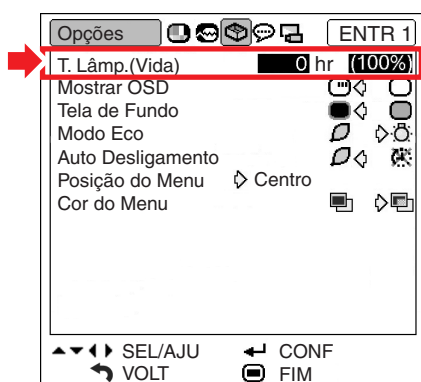 Opções ENTR 1
T. Lâmp.(Vida) 0 hr (100%)
Mostrar OSD
Tela de Fundo
Modo Eco
Auto Desligamento
Posição do Menu Centro
Cor do Menu
SEL/AJU CONF
VOLT FIM